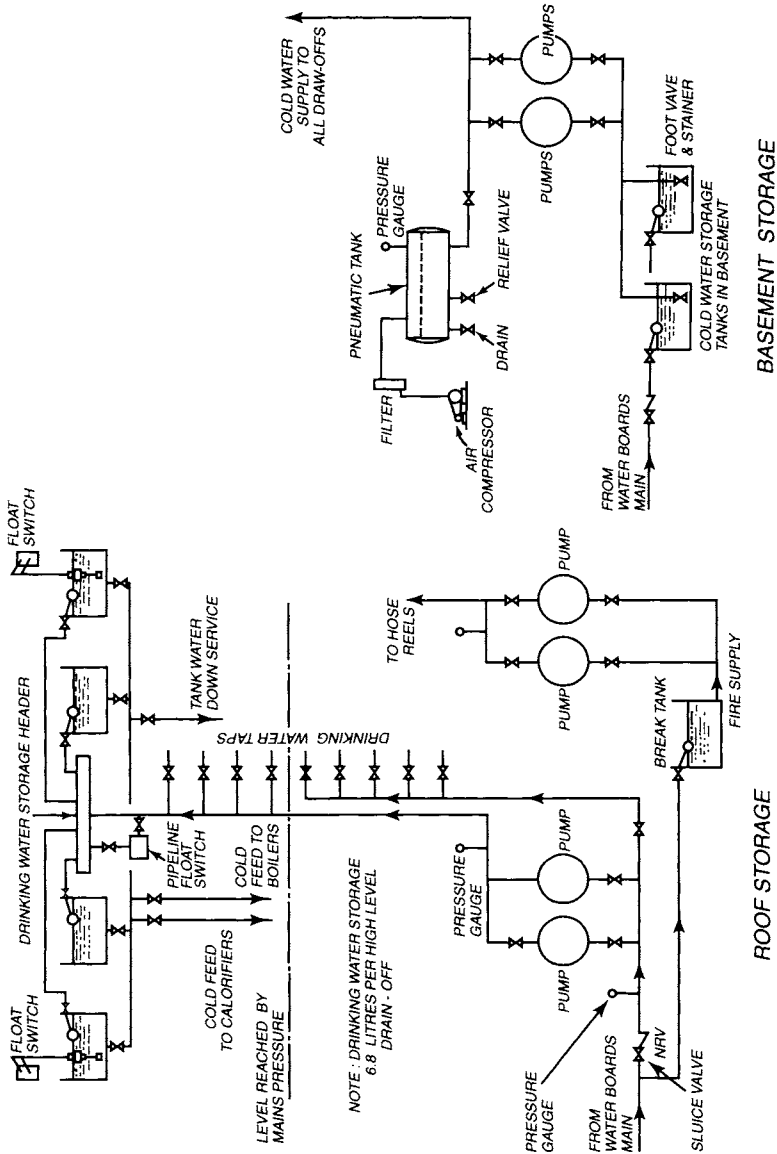 FLOAT
SWITCH
DRINKING WATER STORAGE HEADER
FLOAT
SWITCH
PIPELINE
FLOAT
SWITCH
TANK WATER
DOWN SERVICE
COLD FEED
TO CALORIFIERS
COLD
FEED TO
BOILERS
DRINKING WATER TAPS
LEVEL REACHED BY
MAINS PRESSURE
NOTE : DRINKING WATER STORAGE
6.8 LITRES PER HIGH LEVEL
DRAIN - OFF
PRESSURE
GAUGE
TO HOSE
REELS
PUMP
PUMP
PUMP
PUMP
PRESSURE
GAUGE
FROM
WATER BOARDS
MAIN
NRV
SLUICE VALVE
BREAK TANK
FIRE SUPPLY
ROOF STORAGE
COLD WATER
SUPPLY TO
ALL DRAW-OFFS
PNEUMATIC TANK
PRESSURE
GAUGE
FILTER
AIR
COMPRESSOR
DRAIN
RELIEF VALVE
PUMPS
PUMPS
FROM
WATER BOARDS
MAIN
COLD WATER STORAGE
TANKS IN BASEMENT
FOOT VAVE
& STAINER
BASEMENT STORAGE